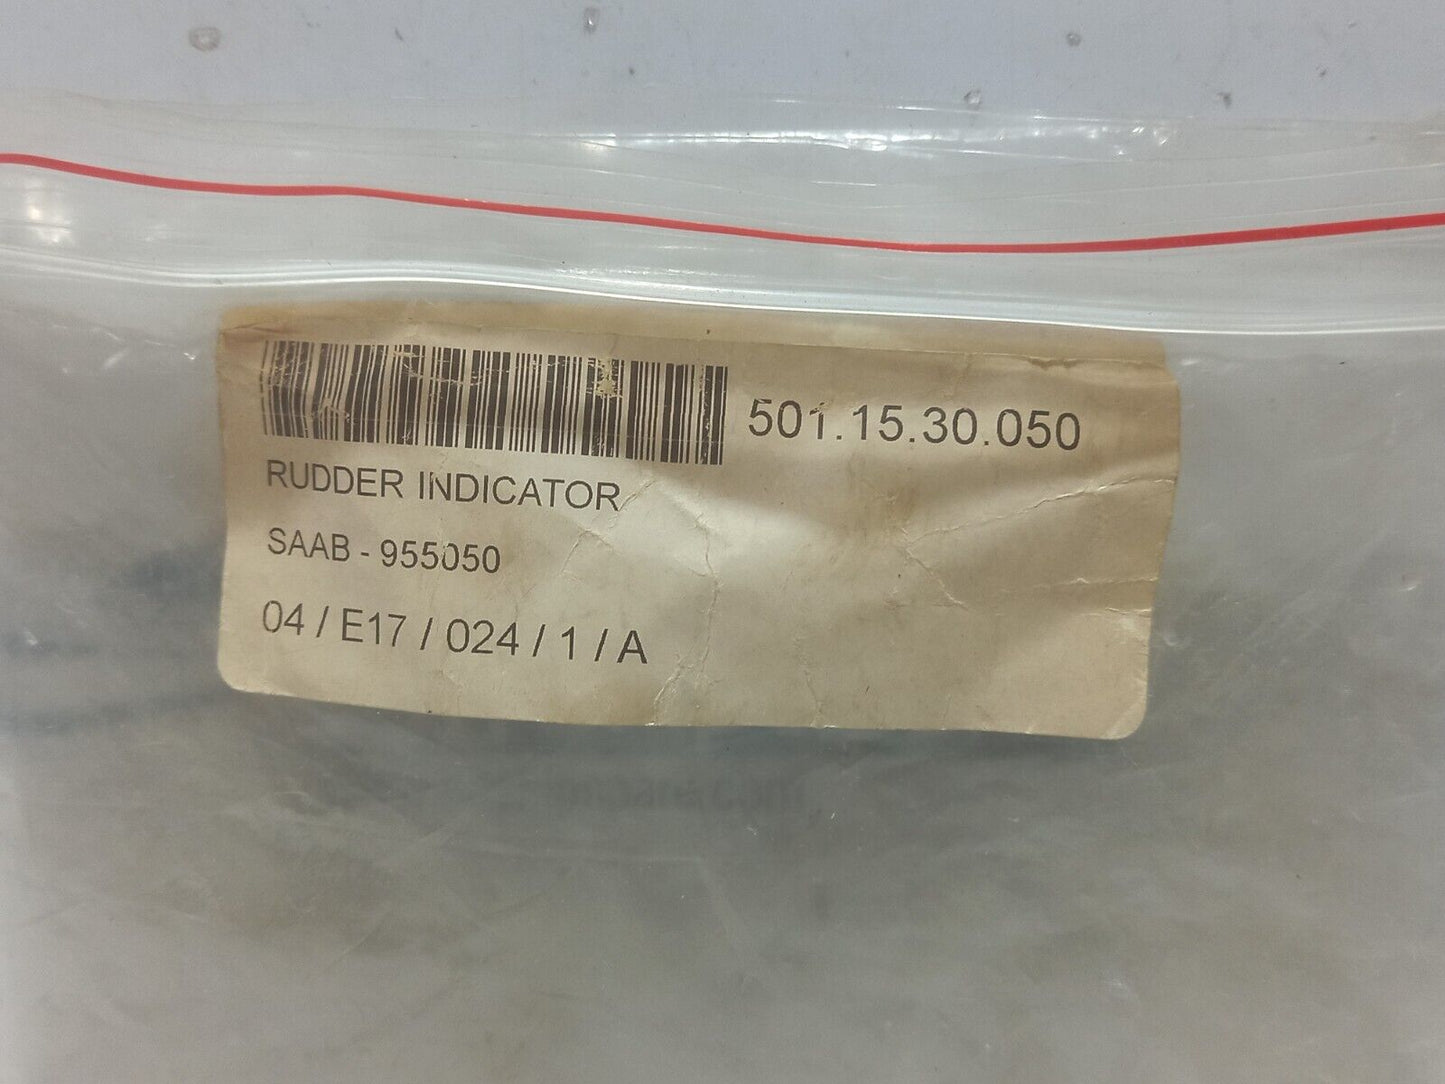 501.15.30.050
RUDDER INDICATOR
SAAB - 955050
04 / E17 / 024 / 1 / A